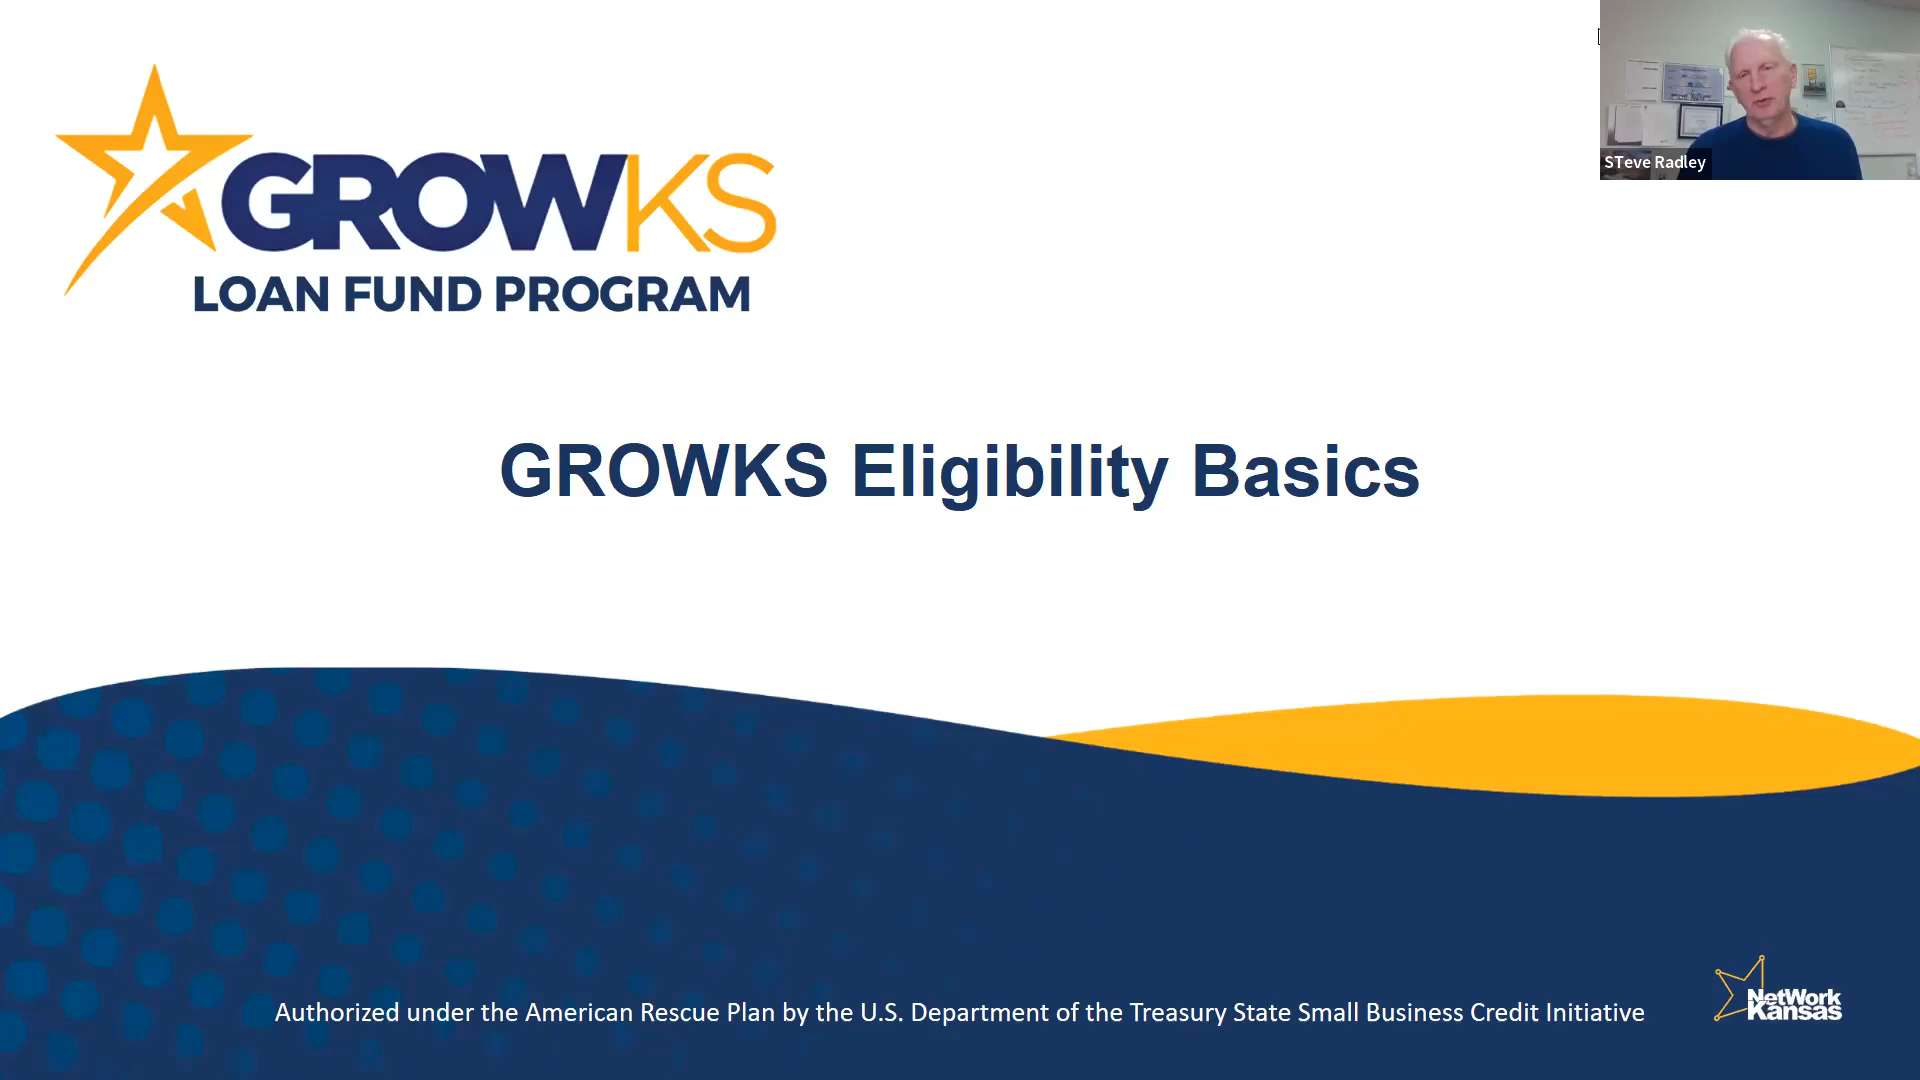 GROWKS
LOAN FUND PROGRAM
STeve Radley
GROWKS Eligibility Basics
Authorized under the American Rescue Plan by the U.S. Department of the Treasury State Small Business Credit Initiative
NetWork
Kansas